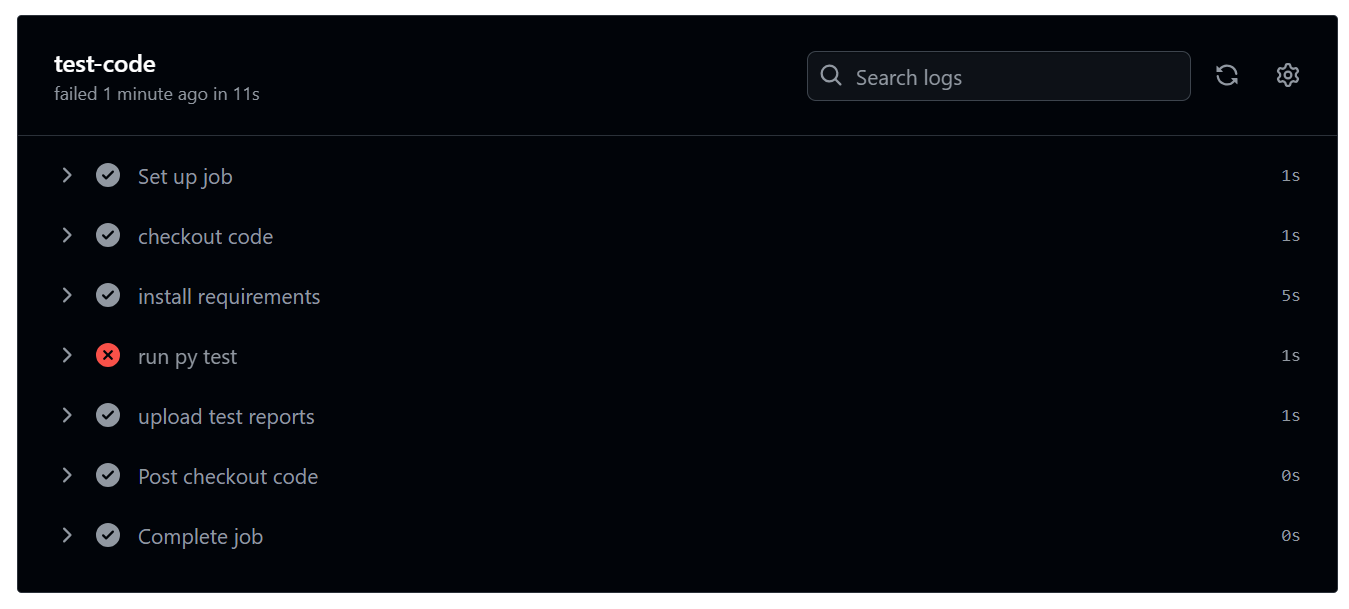 test-code
failed 1 minute ago in 11s
Search logs
Set up job 1s
checkout code 1s
install requirements 5s
run py test 1s
upload test reports 1s
Post checkout code 0s
Complete job 0s